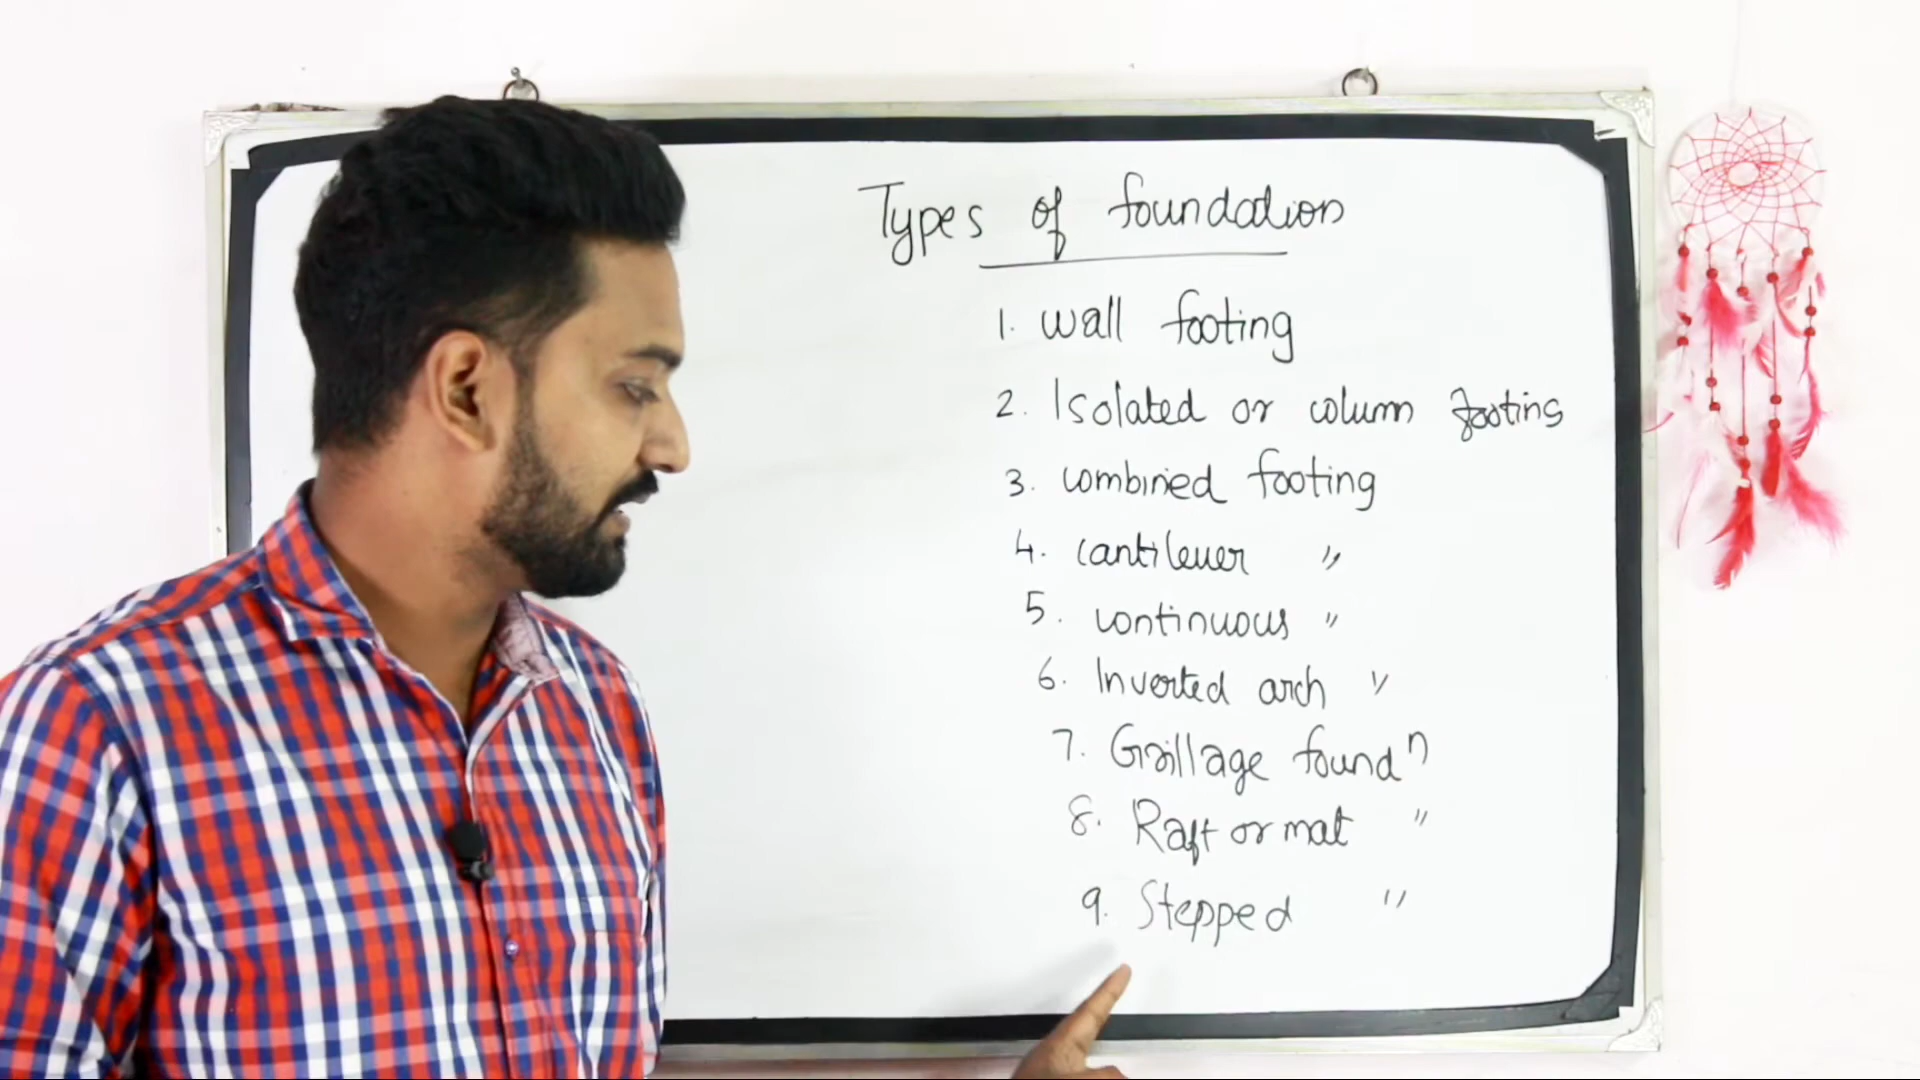 Types of foundation
1. Wall footing
2. Isolated or column footing
3. combined footing
4. cantilever "
5. continuous "
6. Inverted arch "
7. Grillage foundn
8. Raft or mat "
9. Stepped "